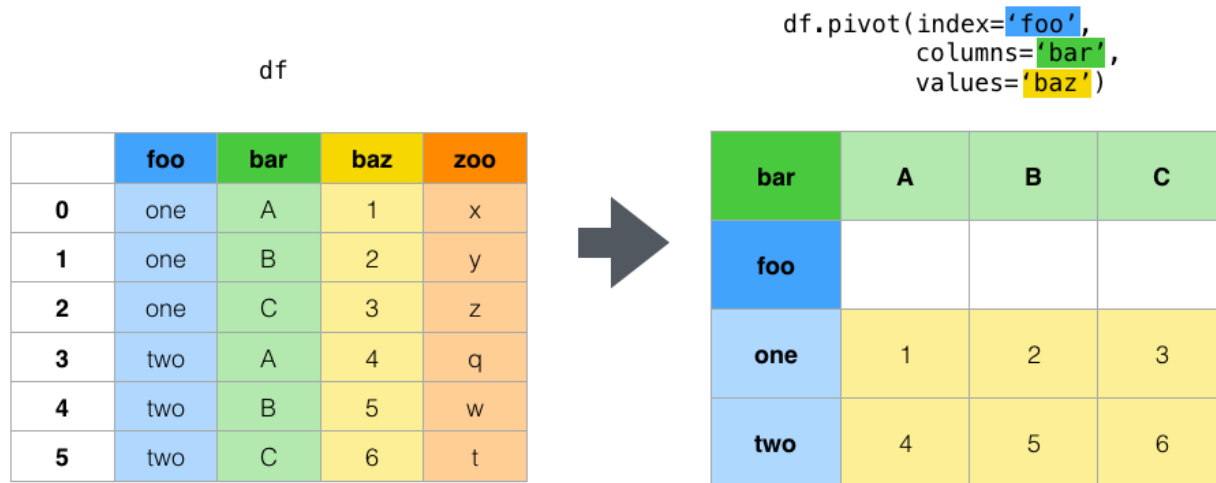 df
foo bar baz zoo
0 one A 1 x
1 one B 2 y
2 one C 3 z
3 two A 4 q
4 two B 5 w
5 two C 6 t
df.pivot(index=‘foo’,
columns=‘bar’,
values=‘baz’)
bar A B C
foo
one 1 2 3
two 4 5 6